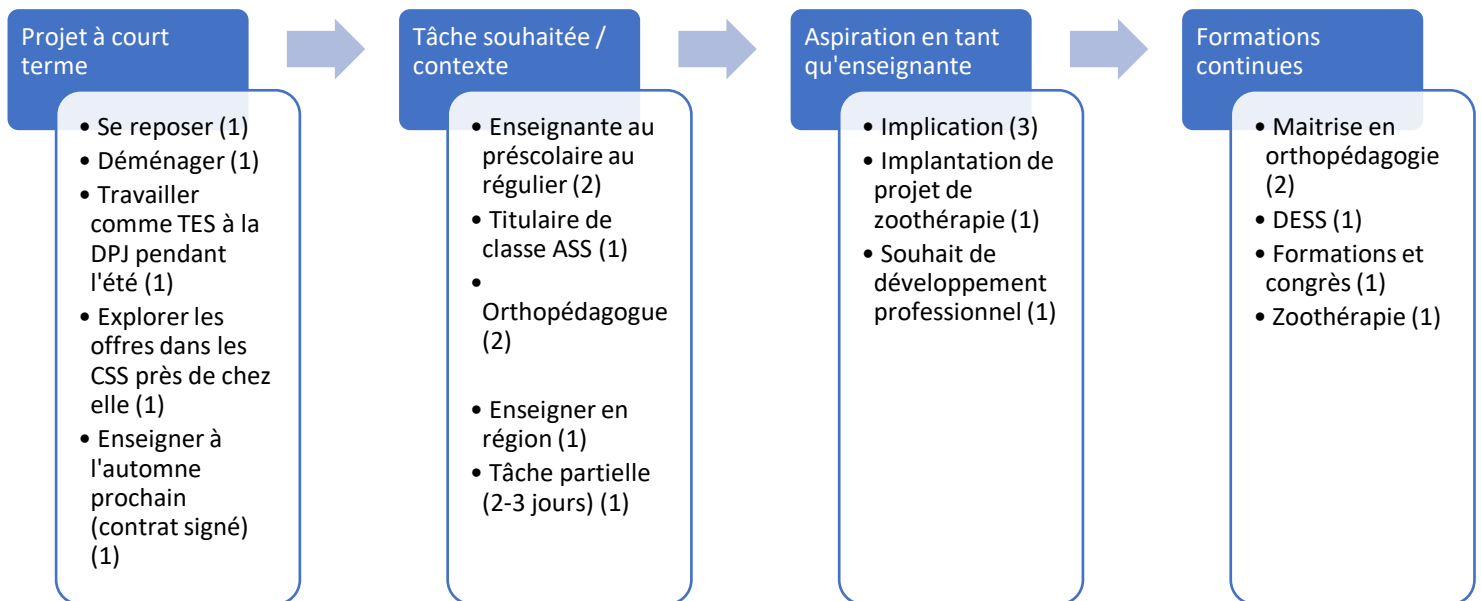 Projet à court
terme
• Se reposer (1)
• Déménager (1)
• Travailler
comme TES à la
DPJ pendant
l'été (1)
• Explorer les
offres dans les
CSS près de chez
elle (1)
• Enseigner à
l'automne
prochain
(contrat signé)
(1)
Tâche souhaitée /
contexte
• Enseignante au
préscolaire au
régulier (2)
• Titulaire de
classe ASS (1)
•
Orthopédagogue
(2)
• Enseigner en
région (1)
• Tâche partielle
(2-3 jours) (1)
Aspiration en tant
qu'enseignante
• Implication (3)
• Implantation de
projet de
zoothérapie (1)
• Souhait de
développement
professionnel (1)
Formations
continues
• Maitrise en
orthopédagogie
(2)
• DESS (1)
• Formations et
congrès (1)
• Zoothérapie (1)